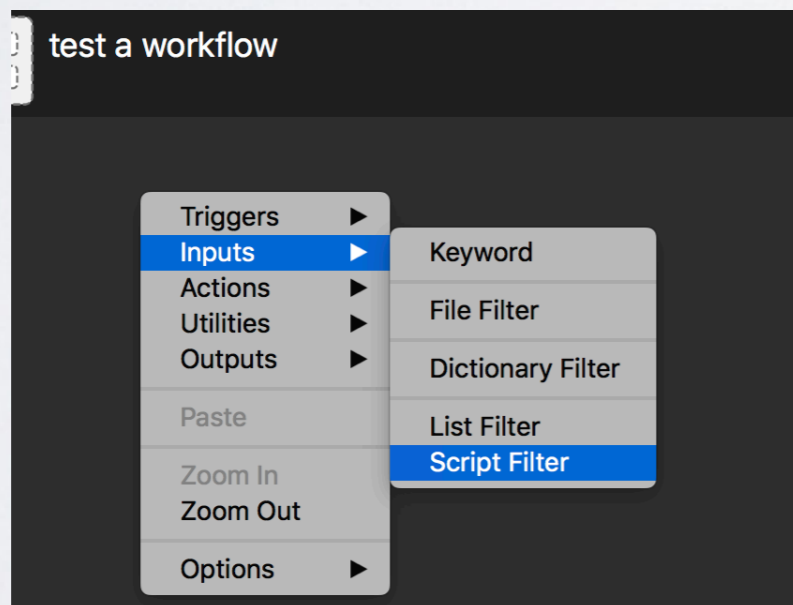 test a workflow
Triggers
Inputs
Actions
Utilities
Outputs
Paste
Zoom In
Zoom Out
Options
Keyword
File Filter
Dictionary Filter
List Filter
Script Filter